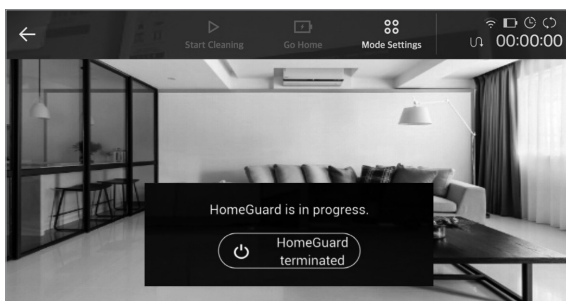 Start Cleaning
Go Home
Mode Settings
00:00:00
HomeGuard is in progress.
HomeGuard
terminated